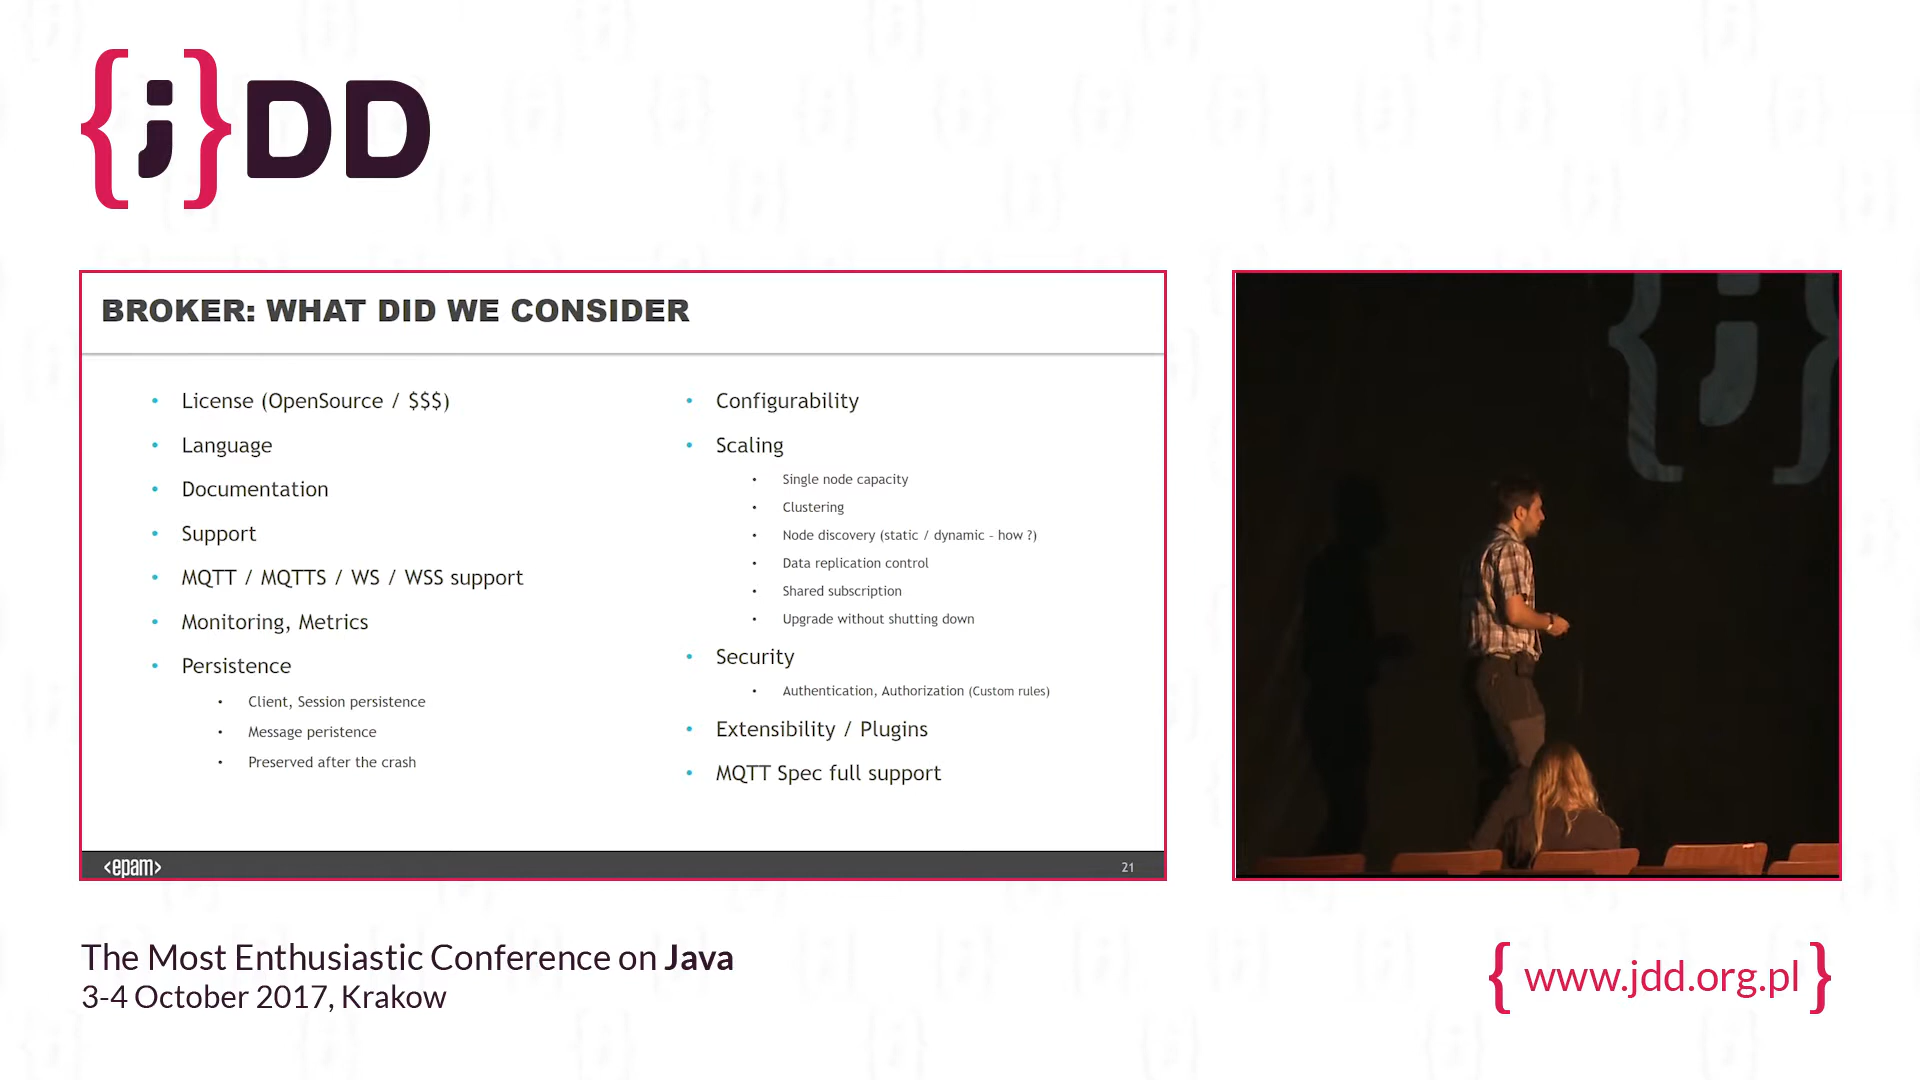 {;}DD
BROKER: WHAT DID WE CONSIDER
• License (OpenSource / $$$)
• Language
• Documentation
• Support
• MQTT / MQTTS / WS / WSS support
• Monitoring, Metrics
• Persistence
• Client, Session persistence
• Message peristence
• Preserved after the crash
• Configurability
• Scaling
• Single node capacity
• Clustering
• Node discovery (static / dynamic - how ?)
• Data replication control
• Shared subscription
• Upgrade without shutting down
• Security
• Authentication, Authorization (Custom rules)
• Extensibility / Plugins
• MQTT Spec full support
<epam>
21
{;}
The Most Enthusiastic Conference on Java
3-4 October 2017, Krakow
{ www.jdd.org.pl }